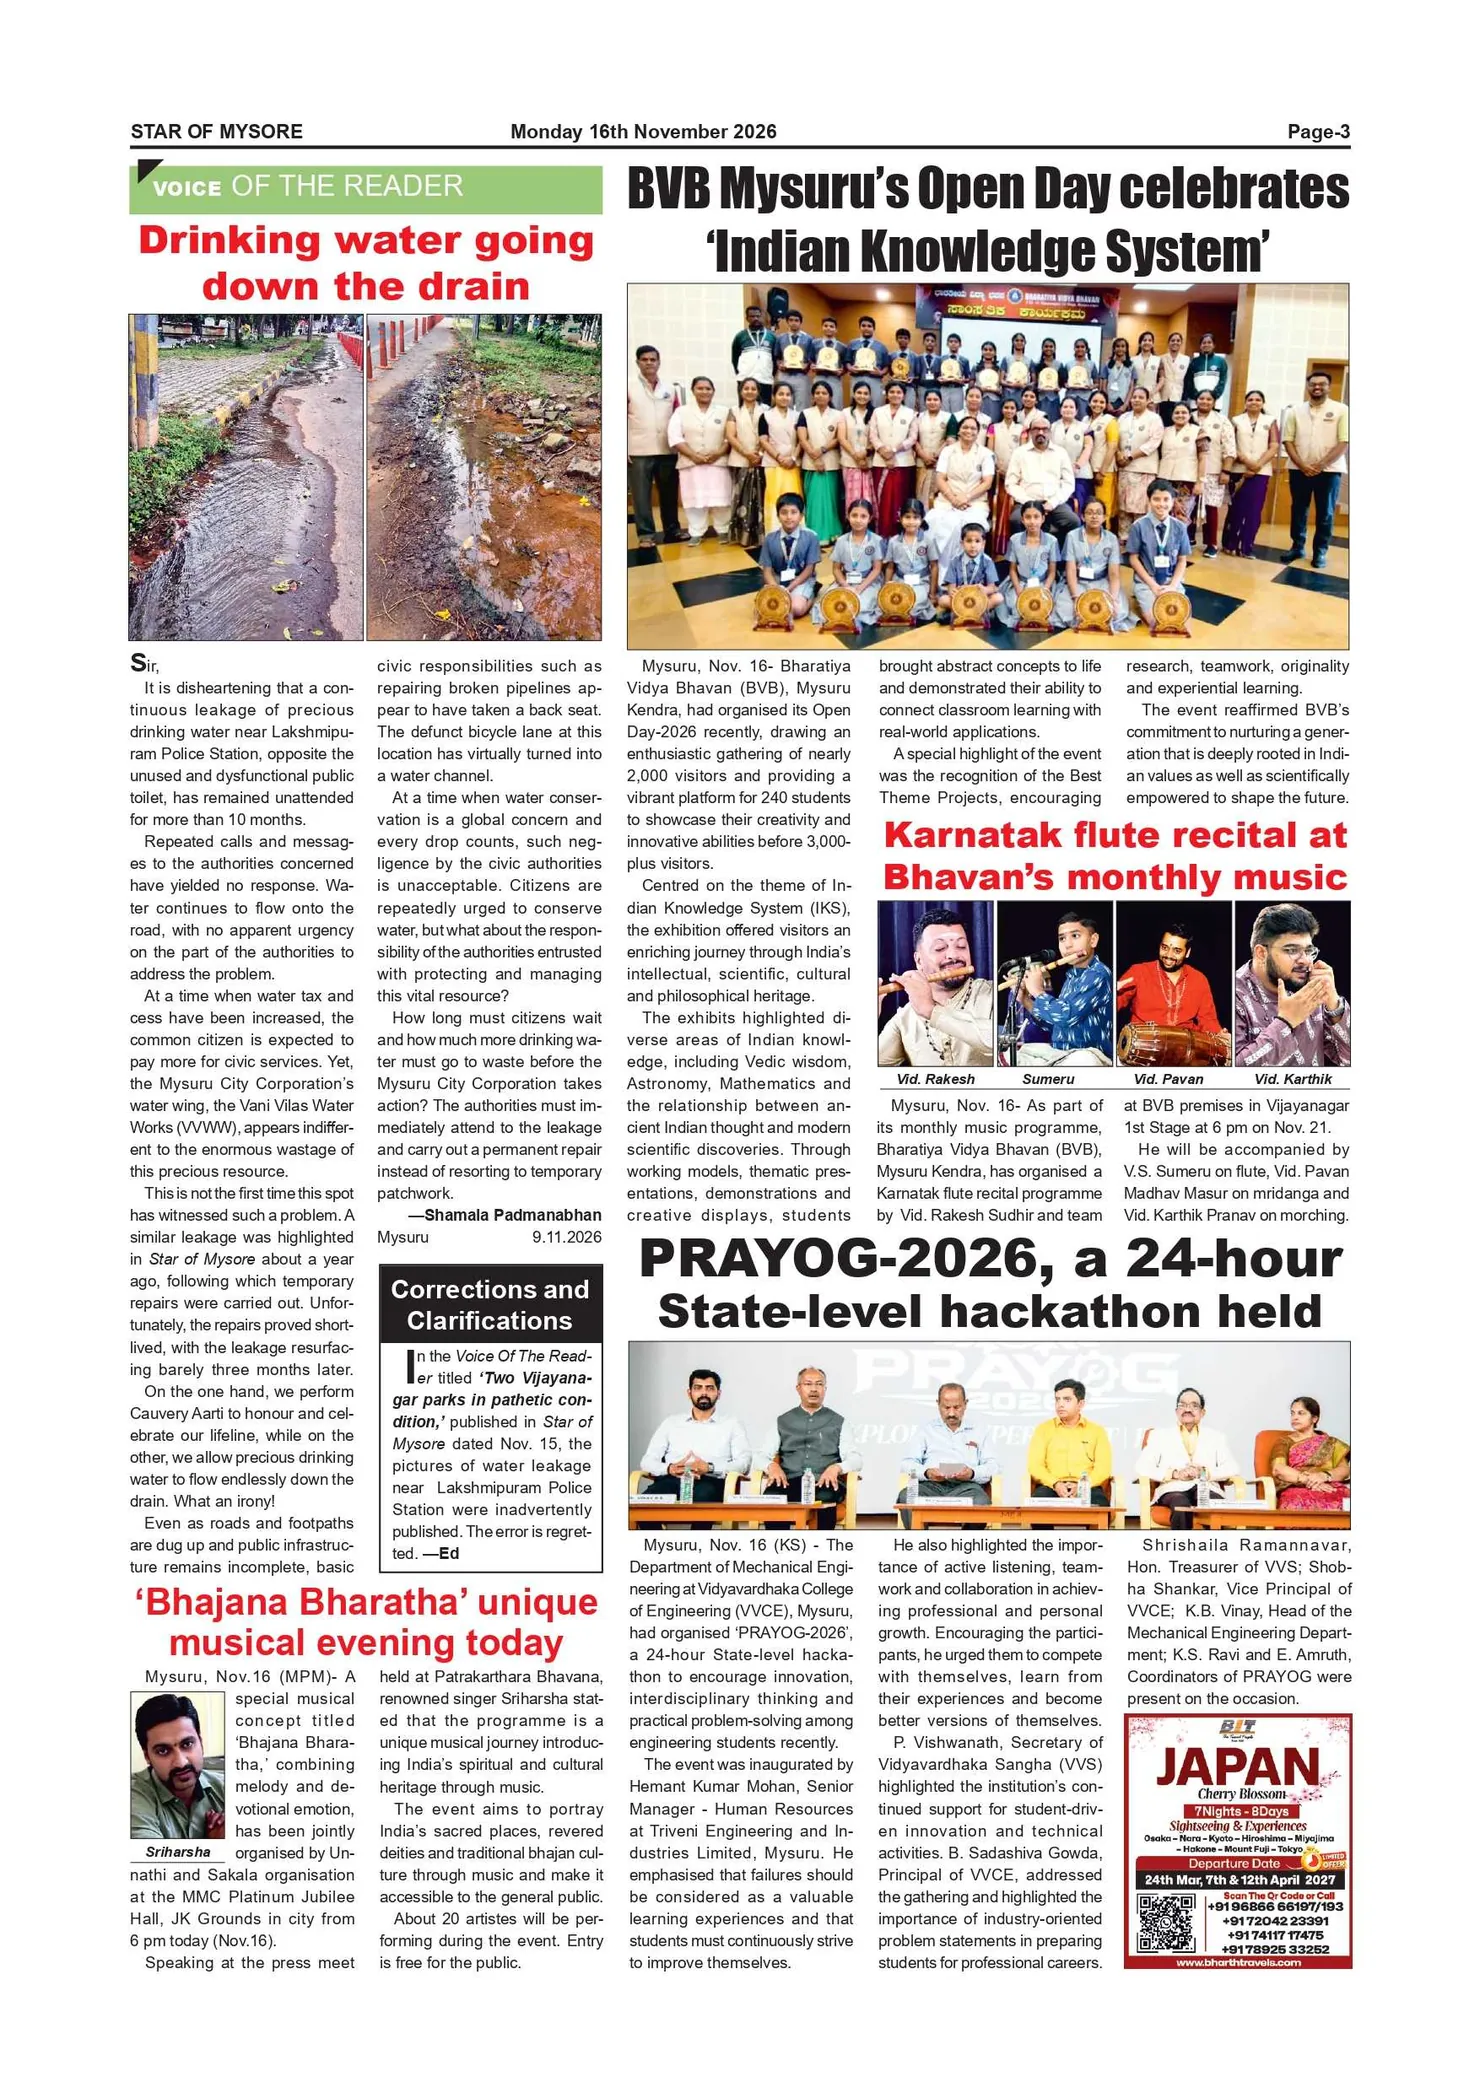 STAR OF MYSORE
Monday 16th November 2026
Page-3
VOICE OF THE READER
Drinking water going
down the drain
Sir,
It is disheartening that a con-
tinuous leakage of precious
drinking water near Lakshmipu-
ram Police Station, opposite the
unused and dysfunctional public
toilet, has remained unattended
for more than 10 months.
Repeated calls and messag-
es to the authorities concerned
have yielded no response. Wa-
ter continues to flow onto the
road, with no apparent urgency
on the part of the authorities to
address the problem.
At a time when water tax and
cess have been increased, the
common citizen is expected to
pay more for civic services. Yet,
the Mysuru City Corporation's
water wing, the Vani Vilas Water
Works (VVWW), appears indiffer-
ent to the enormous wastage of
this precious resource.
This is not the first time this spot
has witnessed such a problem. A
similar leakage was highlighted
in Star of Mysore about a year
ago, following which temporary
repairs were carried out. Unfor-
tunately, the repairs proved short-
lived, with the leakage resurfac-
ing barely three months later.
On the one hand, we perform
Cauvery Aarti to honour and cel-
ebrate our lifeline, while on the
other, we allow precious drinking
water to flow endlessly down the
drain. What an irony!
Even as roads and footpaths
are dug up and public infrastruc-
ture remains incomplete, basic
civic responsibilities such as
repairing broken pipelines ap-
pear to have taken a back seat.
The defunct bicycle lane at this
location has virtually turned into
a water channel.
At a time when water conser-
vation is a global concern and
every drop counts, such neg-
ligence by the civic authorities
is unacceptable. Citizens are
repeatedly urged to conserve
water, but what about the respon-
sibility of the authorities entrusted
with protecting and managing
this vital resource?
How long must citizens wait
and how much more drinking wa-
ter must go to waste before the
Mysuru City Corporation takes
action? The authorities must im-
mediately attend to the leakage
and carry out a permanent repair
instead of resorting to temporary
patchwork.
—Shamala Padmanabhan
Mysuru 9.11.2026
Corrections and
Clarifications
In the Voice Of The Read-
er titled 'Two Vijayana-
gar parks in pathetic con-
dition,' published in Star of
Mysore dated Nov. 15, the
pictures of water leakage
near Lakshmipuram Police
Station were inadvertently
published. The error is regret-
ted. —Ed
'Bhajana Bharatha' unique
musical evening today
Mysuru, Nov.16 (MPM)- A
special musical
concept titled
'Bhajana Bhara-
tha,' combining
melody and de-
votional emotion,
has been jointly
Sriharsha
organised by Un-
nathi and Sakala organisation
at the MMC Platinum Jubilee
Hall, JK Grounds in city from
6 pm today (Nov.16).
Speaking at the press meet
held at Patrakarthara Bhavana,
renowned singer Sriharsha stat-
ed that the programme is a
unique musical journey introduc-
ing India's spiritual and cultural
heritage through music.
The event aims to portray
India's sacred places, revered
deities and traditional bhajan cul-
ture through music and make it
accessible to the general public.
About 20 artistes will be per-
forming during the event. Entry
is free for the public.
BVB Mysuru's Open Day celebrates
'Indian Knowledge System'
ಭಾರತೀಯ ವಿದ್ಯಾ ಭವನ BHARATIYA VIDYA BHAVAN
ಸಾಂಸ್ಕೃತಿಕ ಕಾರ್ಯಕ್ರಮ
Mysuru, Nov. 16- Bharatiya
Vidya Bhavan (BVB), Mysuru
Kendra, had organised its Open
Day-2026 recently, drawing an
enthusiastic gathering of nearly
2,000 visitors and providing a
vibrant platform for 240 students
to showcase their creativity and
innovative abilities before 3,000-
plus visitors.
Centred on the theme of In-
dian Knowledge System (IKS),
the exhibition offered visitors an
enriching journey through India's
intellectual, scientific, cultural
and philosophical heritage.
The exhibits highlighted di-
verse areas of Indian knowl-
edge, including Vedic wisdom,
Astronomy, Mathematics and
the relationship between an-
cient Indian thought and modern
scientific discoveries. Through
working models, thematic pres-
entations, demonstrations and
creative displays, students
brought abstract concepts to life
and demonstrated their ability to
connect classroom learning with
real-world applications.
A special highlight of the event
was the recognition of the Best
Theme Projects, encouraging
research, teamwork, originality
and experiential learning.
The event reaffirmed BVB's
commitment to nurturing a gener-
ation that is deeply rooted in Indi-
an values as well as scientifically
empowered to shape the future.
Karnatak flute recital at
Bhavan's monthly music
Vid. Rakesh
Sumeru
Vid. Pavan
Vid. Karthik
Mysuru, Nov. 16- As part of
its monthly music programme,
Bharatiya Vidya Bhavan (BVB),
Mysuru Kendra, has organised a
Karnatak flute recital programme
by Vid. Rakesh Sudhir and team
at BVB premises in Vijayanagar
1st Stage at 6 pm on Nov. 21.
He will be accompanied by
V.S. Sumeru on flute, Vid. Pavan
Madhav Masur on mridanga and
Vid. Karthik Pranav on morching.
PRAYOG-2026, a 24-hour
State-level hackathon held
PRAYOG
2026
Mysuru, Nov. 16 (KS) - The
Department of Mechanical Engi-
neering at Vidyavardhaka College
of Engineering (VVCE), Mysuru,
had organised 'PRAYOG-2026',
a 24-hour State-level hacka-
thon to encourage innovation,
interdisciplinary thinking and
practical problem-solving among
engineering students recently.
The event was inaugurated by
Hemant Kumar Mohan, Senior
Manager - Human Resources
at Triveni Engineering and In-
dustries Limited, Mysuru. He
emphasised that failures should
be considered as a valuable
learning experiences and that
students must continuously strive
to improve themselves.
He also highlighted the impor-
tance of active listening, team-
work and collaboration in achiev-
ing professional and personal
growth. Encouraging the partici-
pants, he urged them to compete
with themselves, learn from
their experiences and become
better versions of themselves.
P. Vishwanath, Secretary of
Vidyavardhaka Sangha (VVS)
highlighted the institution's con-
tinued support for student-driv-
en innovation and technical
activities. B. Sadashiva Gowda,
Principal of VVCE, addressed
the gathering and highlighted the
importance of industry-oriented
problem statements in preparing
students for professional careers.
Shrishaila Ramannavar,
Hon. Treasurer of VVS; Shob-
ha Shankar, Vice Principal of
VVCE; K.B. Vinay, Head of the
Mechanical Engineering Depart-
ment; K.S. Ravi and E. Amruth,
Coordinators of PRAYOG were
present on the occasion.
BLT
JAPAN
Cherry Blossom
7Nights - 8Days
Sightseeing & Experiences
Osaka – Nara – Kyoto – Hiroshima – Miyajima
– Hakone – Mount Fuji – Tokyo
LIMITED
OFFER
Departure Date
24th Mar, 7th & 12th April 2027
Scan The Qr Code or Call
+91 96866 66197/193
+91 72042 23391
+91 74117 17475
+91 78925 33252
www.bharthtravels.com